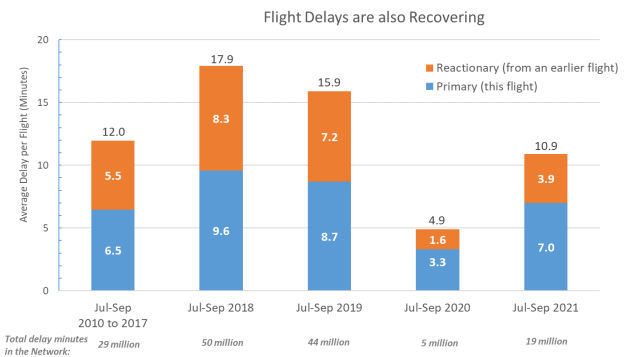 Flight Delays are also Recovering
20
15
10
5
0
Average Delay per Flight (Minutes)
Reactionary (from an earlier flight)
Primary (this flight)
12.0
5.5
6.5
17.9
8.3
9.6
15.9
7.2
8.7
4.9
1.6
3.3
10.9
3.9
7.0
Jul-Sep
2010 to 2017
Jul-Sep 2018
Jul-Sep 2019
Jul-Sep 2020
Jul-Sep 2021
Total delay minutes
in the Network:
29 million
50 million
44 million
5 million
19 million